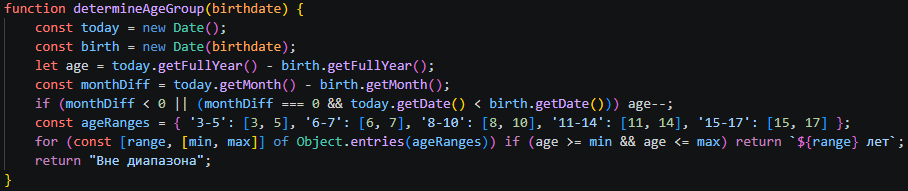 function determineAgeGroup(birthdate) {
    const today = new Date();
    const birth = new Date(birthdate);
    let age = today.getFullYear() - birth.getFullYear();
    const monthDiff = today.getMonth() - birth.getMonth();
    if (monthDiff < 0 || (monthDiff === 0 && today.getDate() < birth.getDate())) age--;
    const ageRanges = { '3-5': [3, 5], '6-7': [6, 7], '8-10': [8, 10], '11-14': [11, 14], '15-17': [15, 17] };
    for (const [range, [min, max]] of Object.entries(ageRanges)) if (age >= min && age <= max) return `${range} лет`;
    return "Вне диапазона";
}